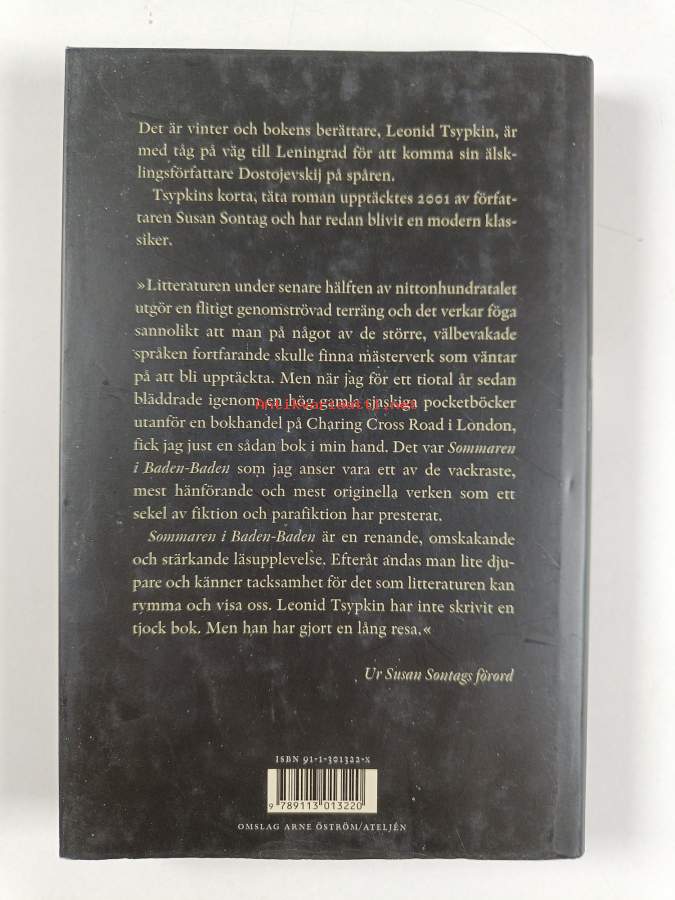 Det är vinter och bokens berättare, Leonid Tsypkin, är
med tåg på väg till Leningrad för att komma sin älsk-
lingsförfattare Dostojevskij på spåren.
Tsypkins korta, täta roman upptäcktes 2001 av förfat-
taren Susan Sontag och har redan blivit en modern klas-
siker.
»Litteraturen under senare hälften av nittonhundratalet
utgör en flitigt genomströvad terräng och det verkar föga
sannolikt att man på något av de större, välbevakade
språken fortfarande skulle finna mästerverk som väntar
på att bli upptäckta. Men när jag för ett tiotal år sedan
bläddrade igenom en hög gamla sjaskiga pocketböcker
Antikvariaatti.net
utanför en bokhandel på Charing Cross Road i London,
fick jag just en sådan bok i min hand. Det var Sommaren
i Baden-Baden som jag anser vara ett av de vackraste,
mest hänförande och mest originella verken som ett
sekel av fiktion och parafiktion har presterat.
Sommaren i Baden-Baden är en renande, omskakande
och stärkande läsupplevelse. Efteråt andas man lite dju-
pare och känner tacksamhet för det som litteraturen kan
rymma och visa oss. Leonid Tsypkin har inte skrivit en
tjock bok. Men han har gjort en lång resa.«
Ur Susan Sontags förord
ISBN 91-1-301322-X
9 789113 013220
OMSLAG ARNE ÖSTRÖM/ATELJÉN